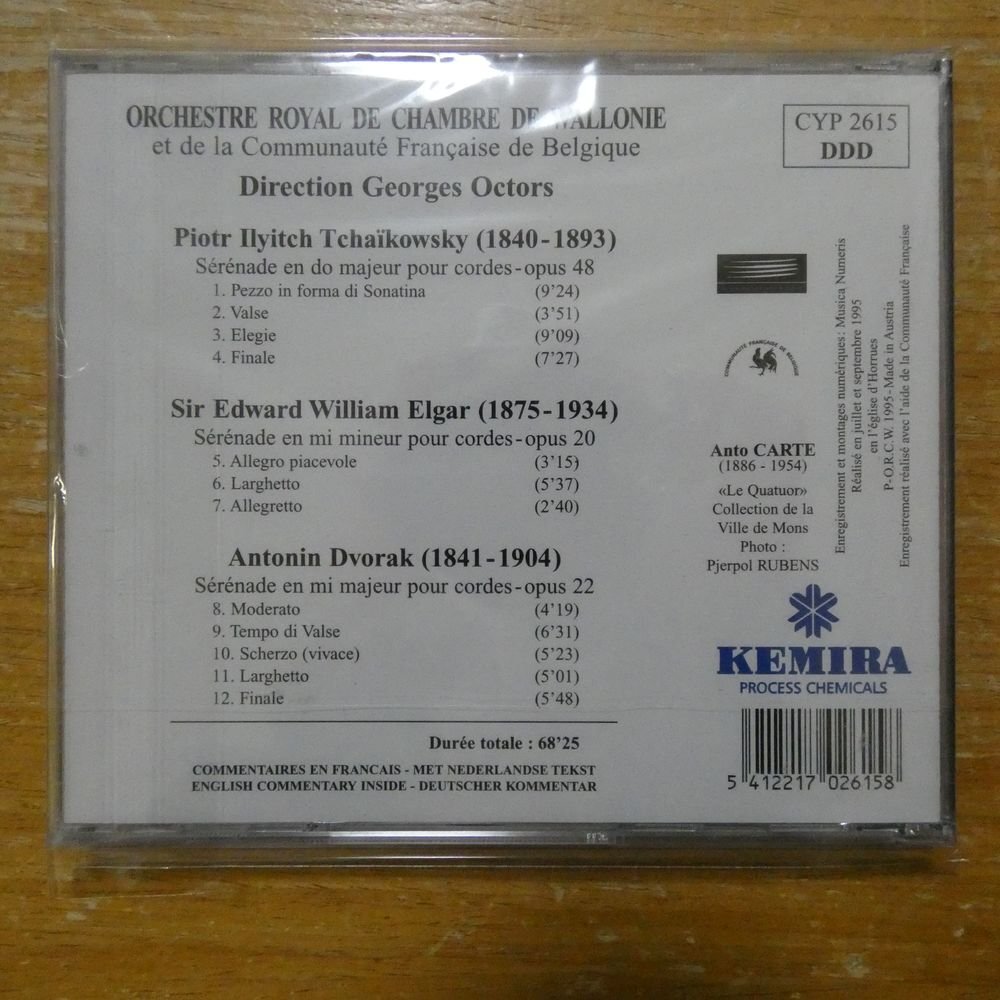 ORCHESTRE ROYAL DE CHAMBRE DE WALLONIE
et de la Communauté Française de Belgique
Direction Georges Octors
CYP 2615
DDD
Piotr Ilyitch Tchaïkowsky (1840-1893)
Sérénade en do majeur pour cordes-opus 48
1. Pezzo in forma di Sonatina (9’24)
2. Valse (3’51)
3. Elegie (9’09)
4. Finale (7’27)
Sir Edward William Elgar (1875-1934)
Sérénade en mi mineur pour cordes-opus 20
5. Allegro piacevole (3’15)
6. Larghetto (5’37)
7. Allegretto (2’40)
Antonin Dvorak (1841-1904)
Sérénade en mi majeur pour cordes-opus 22
8. Moderato (4’19)
9. Tempo di Valse (6’31)
10. Scherzo (vivace) (5’23)
11. Larghetto (5’01)
12. Finale (5’48)
Durée totale : 68’25
COMMENTAIRES EN FRANCAIS - MET NEDERLANDSE TEKST
ENGLISH COMMENTARY INSIDE - DEUTSCHER KOMMENTAR
COMMUNAUTÉ FRANÇAISE DE BELGIQUE
Anto CARTE
(1886 - 1954)
«Le Quatuor»
Collection de la
Ville de Mons
Photo :
Pjerpol RUBENS
Enregistrement et montages numériques : Musica Numeris
Réalisé en juillet et septembre 1995
en l’église d’Horrues
P-O.R.C.W. 1995-Made in Austria
Enregistrement réalisé avec l’aide de la Communauté Française
KEMIRA
PROCESS CHEMICALS
5 412217 026158